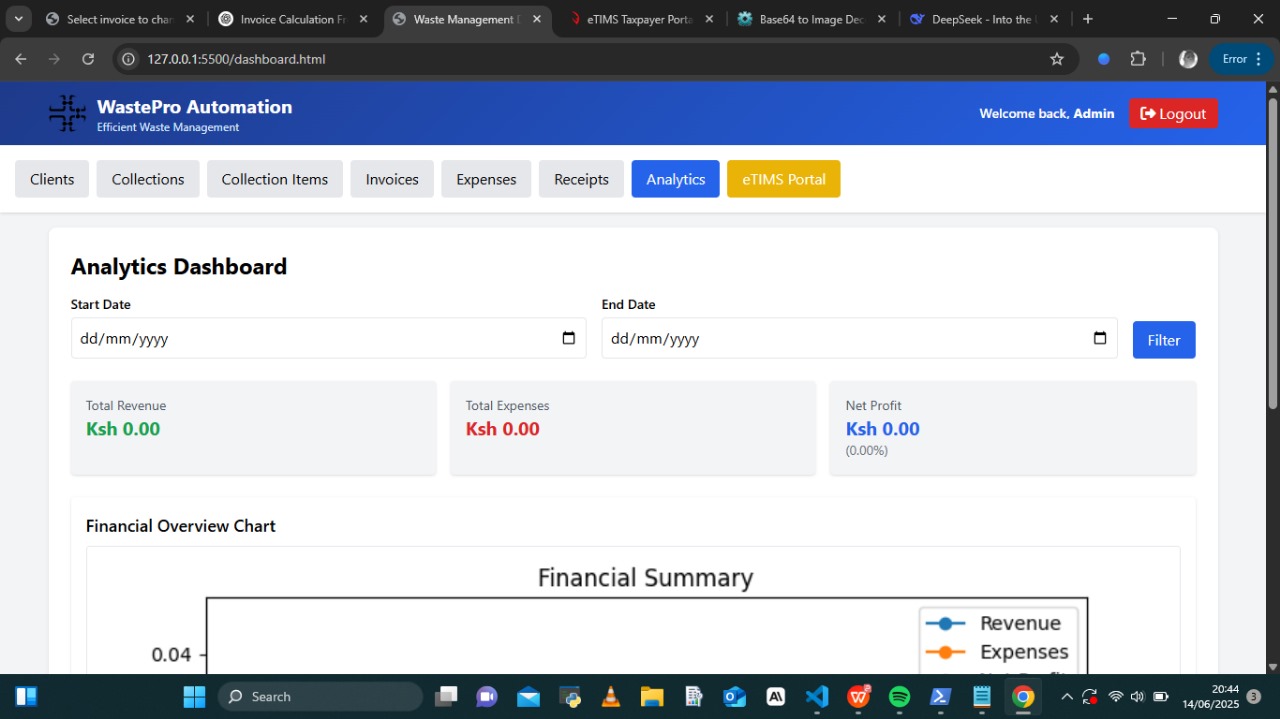 Select invoice to chan
Invoice Calculation Fr
Waste Management D
eTIMS Taxpayer Porta
Base64 to Image Dec
DeepSeek - Into the U
127.0.0.1:5500/dashboard.html
Error
WastePro Automation
Efficient Waste Management
Welcome back, Admin
Logout
Clients
Collections
Collection Items
Invoices
Expenses
Receipts
Analytics
eTIMS Portal
Analytics Dashboard
Start Date
End Date
dd/mm/yyyy
dd/mm/yyyy
Filter
Total Revenue
Ksh 0.00
Total Expenses
Ksh 0.00
Net Profit
Ksh 0.00
(0.00%)
Financial Overview Chart
Financial Summary
Revenue
Expenses
0.04
Search
20:44
14/06/2025
3